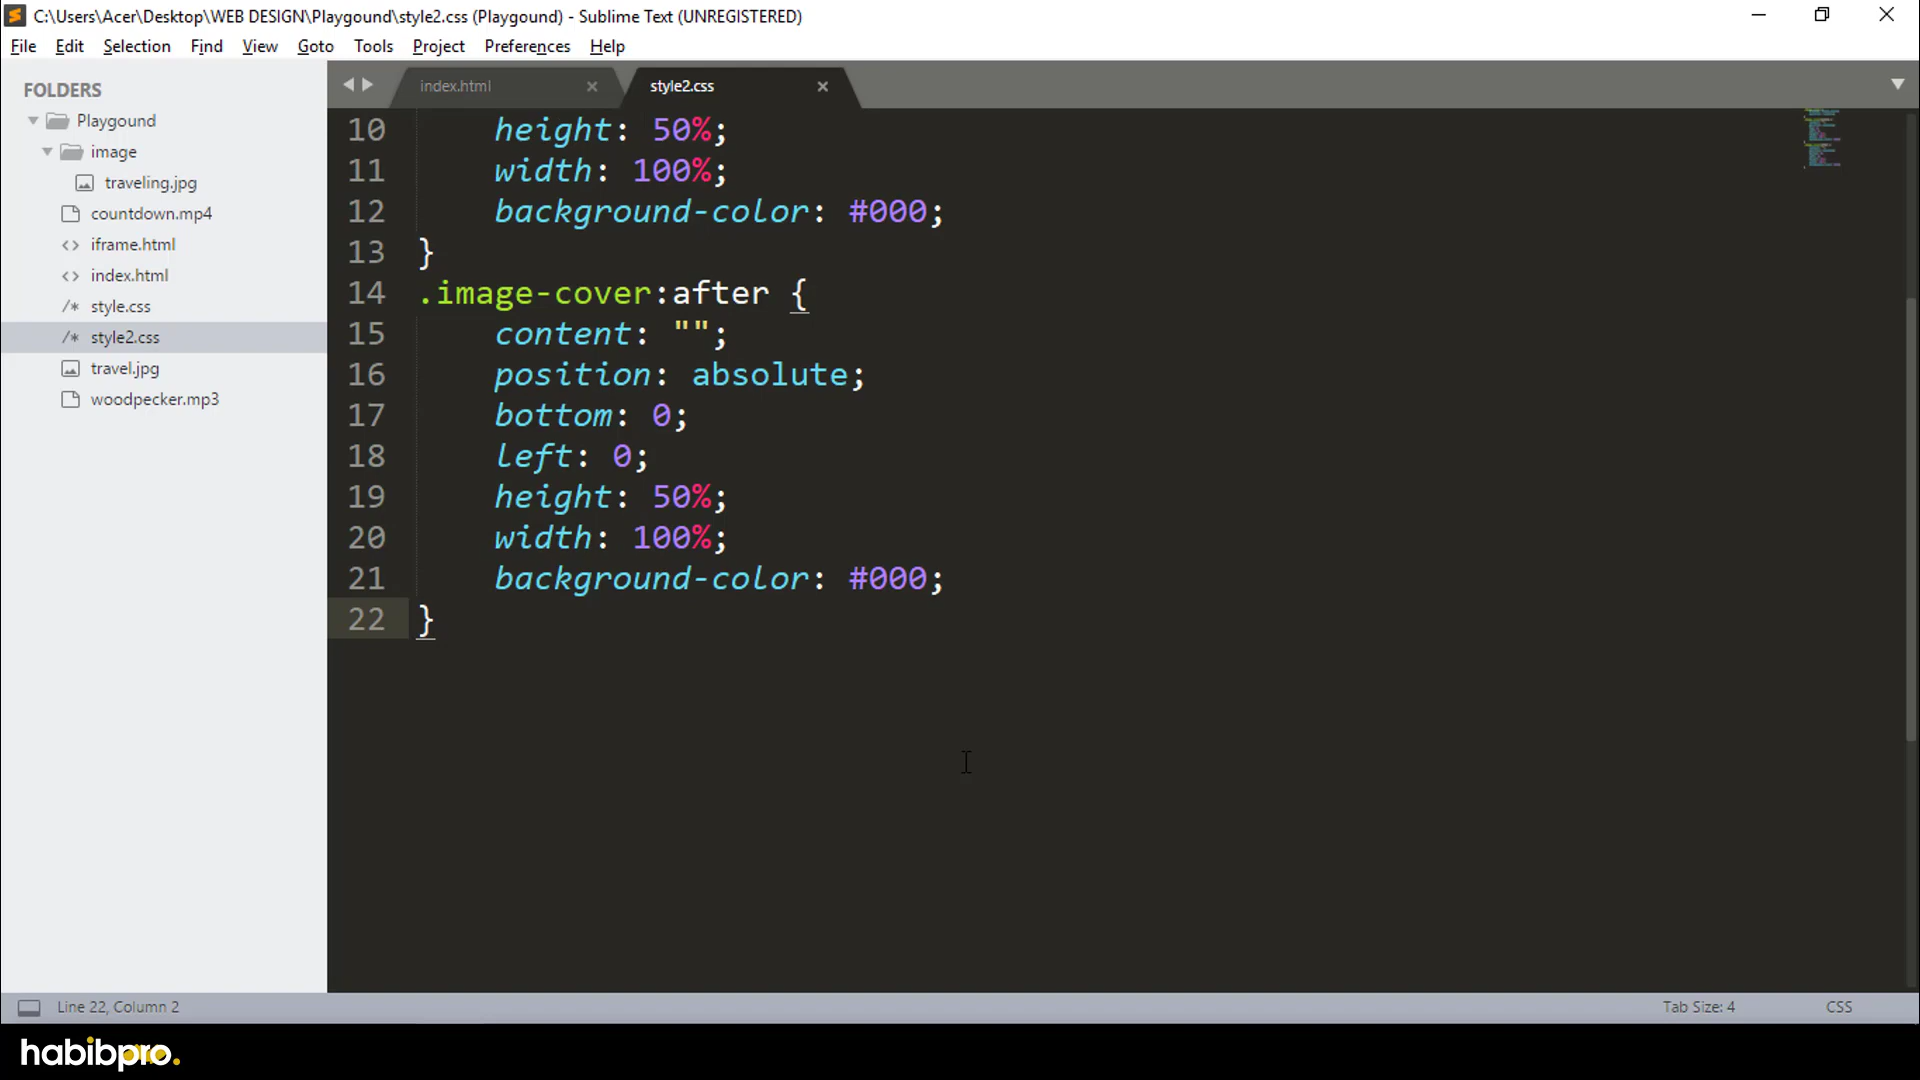 C:\Users\Acer\Desktop\WEB DESIGN\Playgound\style2.css (Playgound) - Sublime Text (UNREGISTERED)
File Edit Selection Find View Goto Tools Project Preferences Help
FOLDERS
Playgound
image
traveling.jpg
countdown.mp4
<> iframe.html
<> index.html
/* style.css
/* style2.css
travel.jpg
woodpecker.mp3
index.html
style2.css
10 height: 50%;
11 width: 100%;
12 background-color: #000;
13 }
14 .image-cover:after {
15 content: "";
16 position: absolute;
17 bottom: 0;
18 left: 0;
19 height: 50%;
20 width: 100%;
21 background-color: #000;
22 }
Line 22, Column 2
Tab Size: 4
CSS
habibpro.